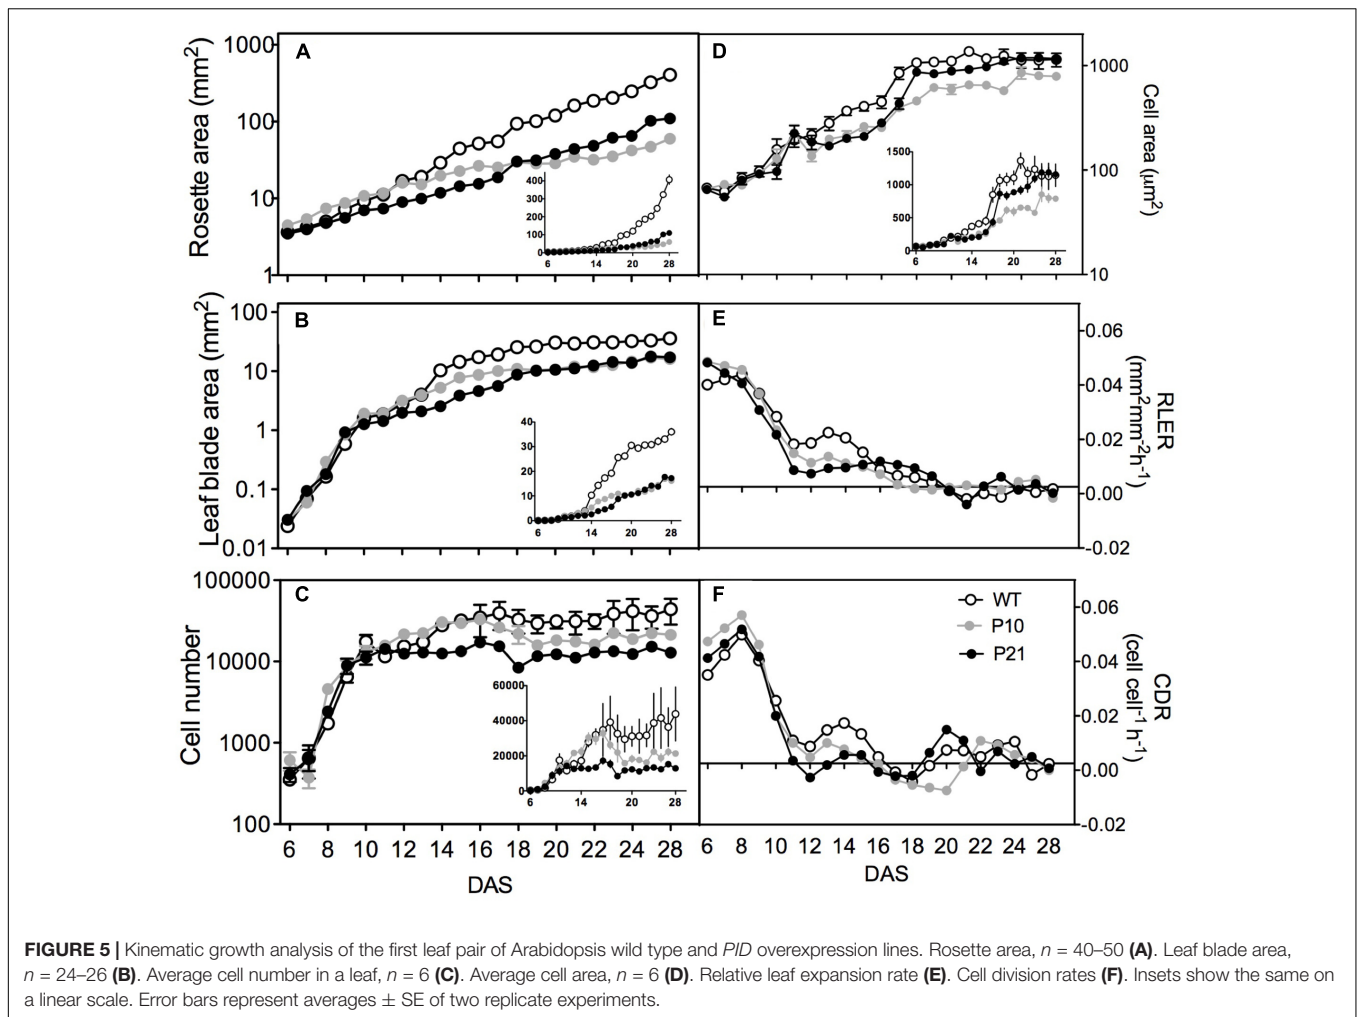 A
Rosette area (mm2)
1000
100
10
1
400
300
200
100
0
6 14 20 28
D
Cell area (μm2)
1000
100
10
1500
1000
500
0
6 14 20 28
B
Leaf blade area (mm2)
100
10
1
0.1
0.01
40
30
20
10
0
6 14 20 28
E
RLER
(mm2mm-2h-1)
0.06
0.04
0.02
0.00
-0.02
C
Cell number
100000
10000
1000
100
60000
40000
20000
0
6 14 20 28
6 8 10 12 14 16 18 20 22 24 28
DAS
F
WT
P10
P21
CDR
(cell cell-1h-1)
0.06
0.04
0.02
0.00
-0.02
6 8 10 12 14 16 18 20 22 24 28
DAS
FIGURE 5 | Kinematic growth analysis of the first leaf pair of Arabidopsis wild type and PID overexpression lines. Rosette area, n = 40–50 (A). Leaf blade area,
n = 24–26 (B). Average cell number in a leaf, n = 6 (C). Average cell area, n = 6 (D). Relative leaf expansion rate (E). Cell division rates (F). Insets show the same on
a linear scale. Error bars represent averages ± SE of two replicate experiments.